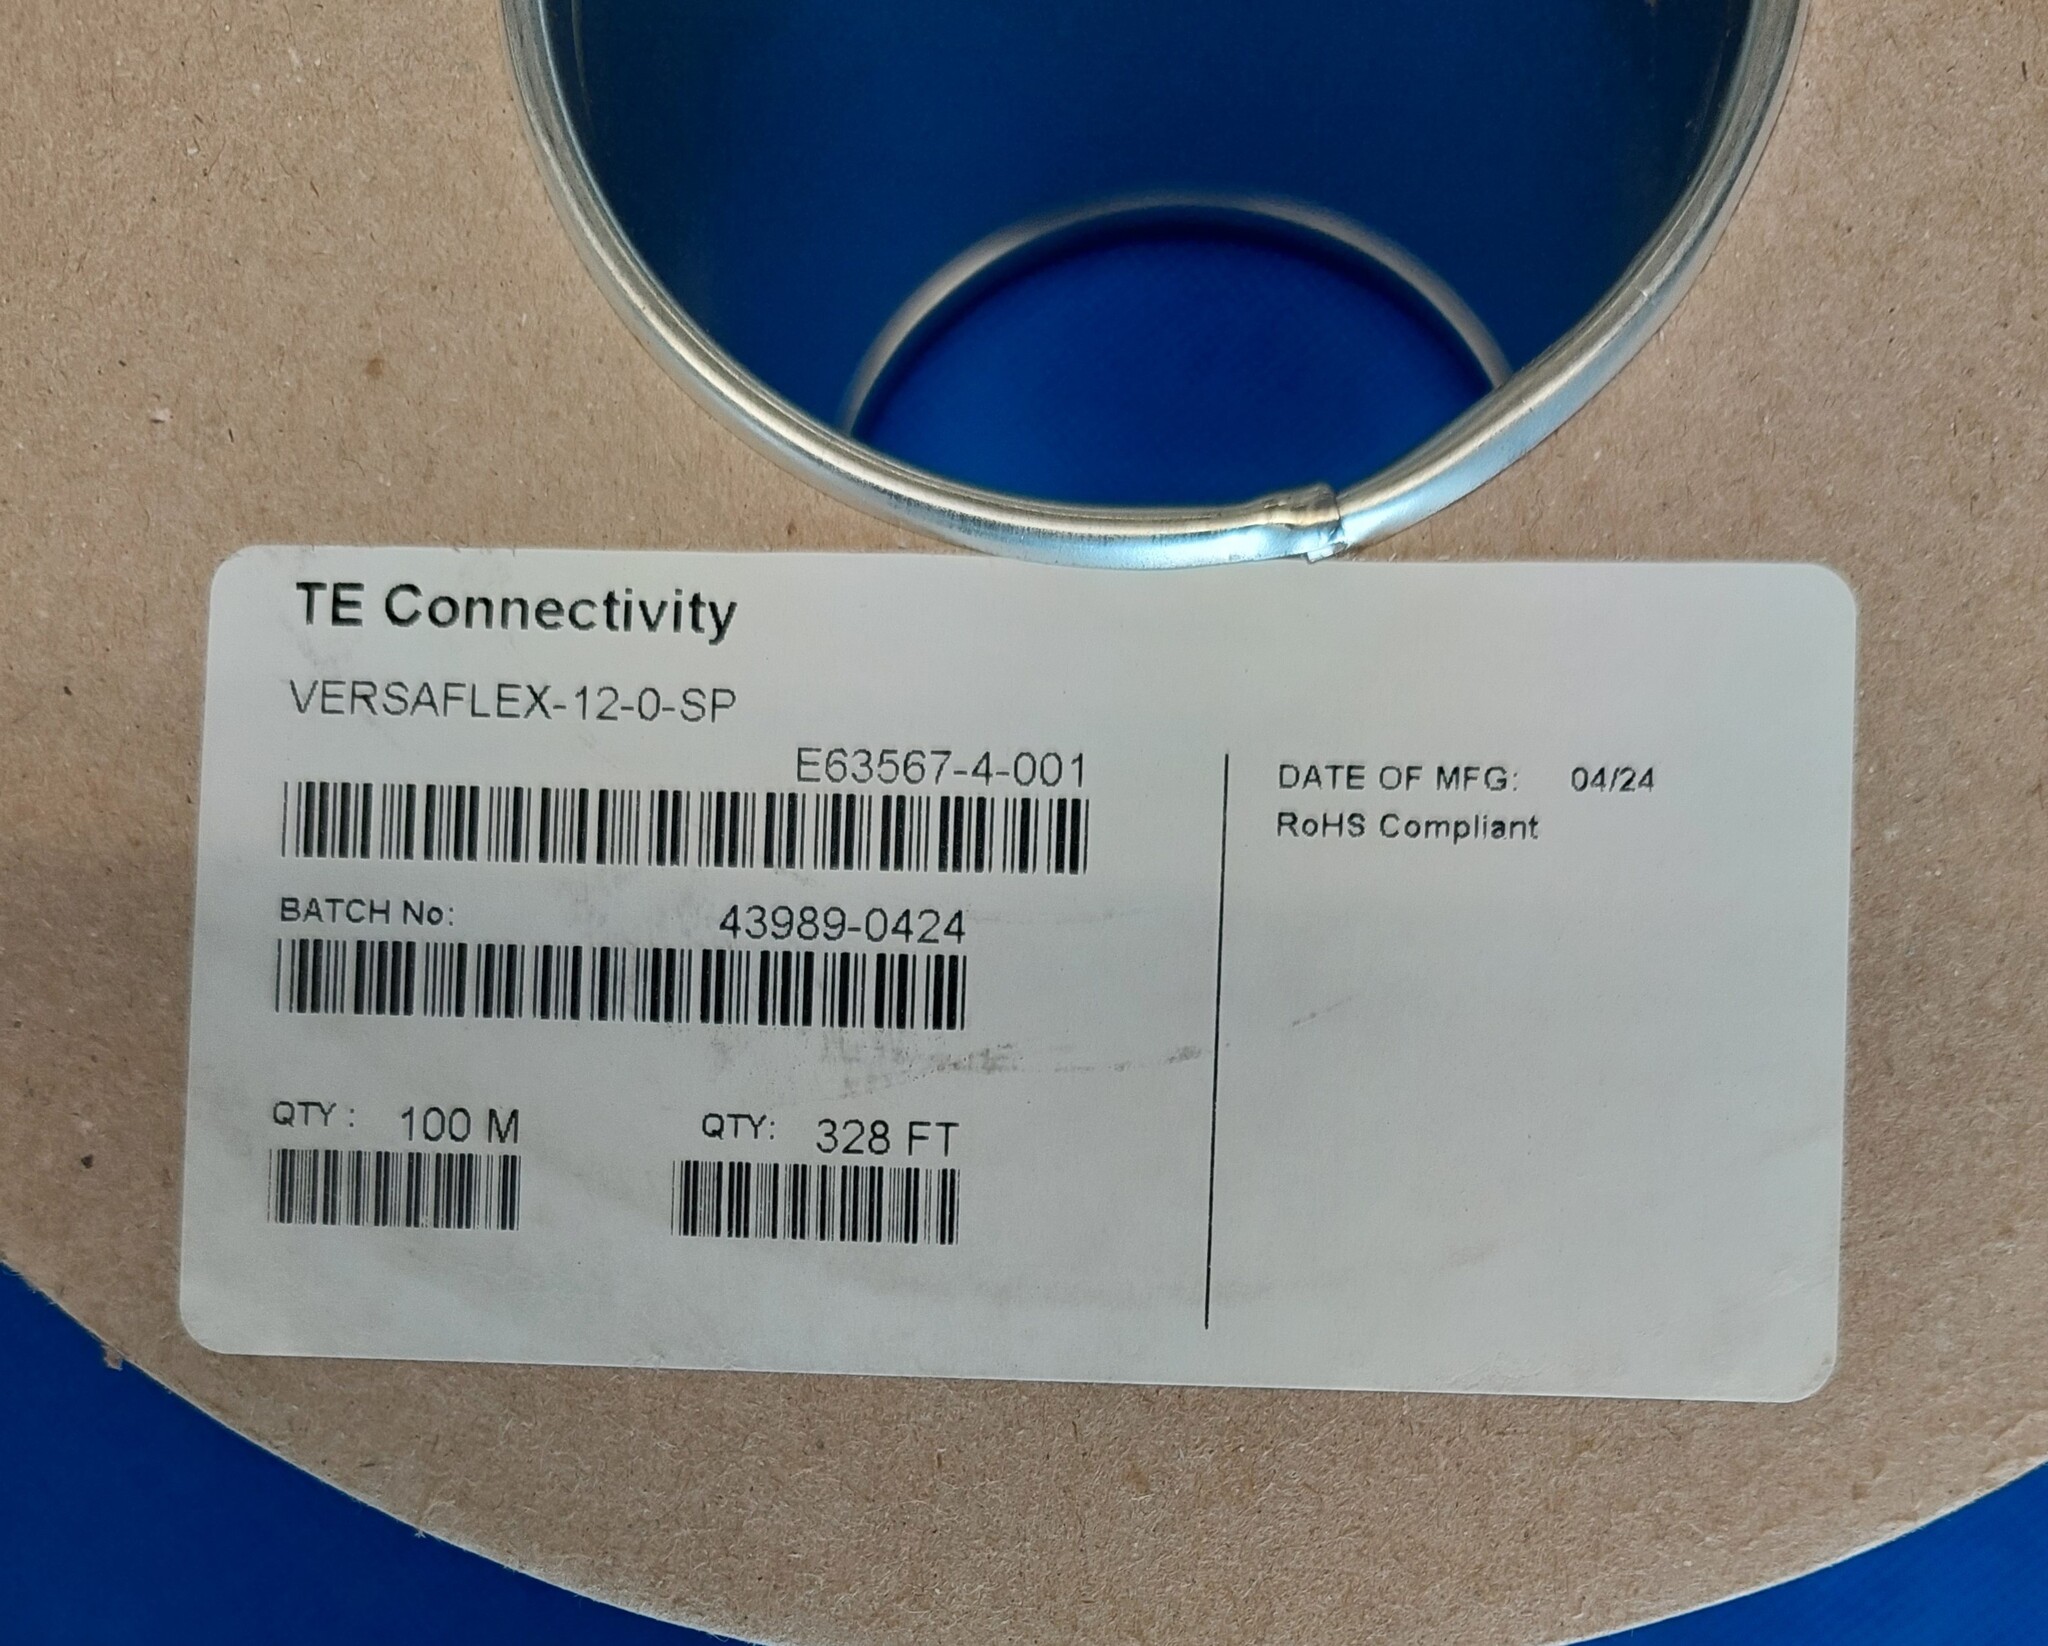 TE Connectivity
VERSAFLEX-12-0-SP
E63567-4-001
BATCH No: 43989-0424
QTY : 100 M QTY: 328 FT
DATE OF MFG: 04/24
RoHS Compliant